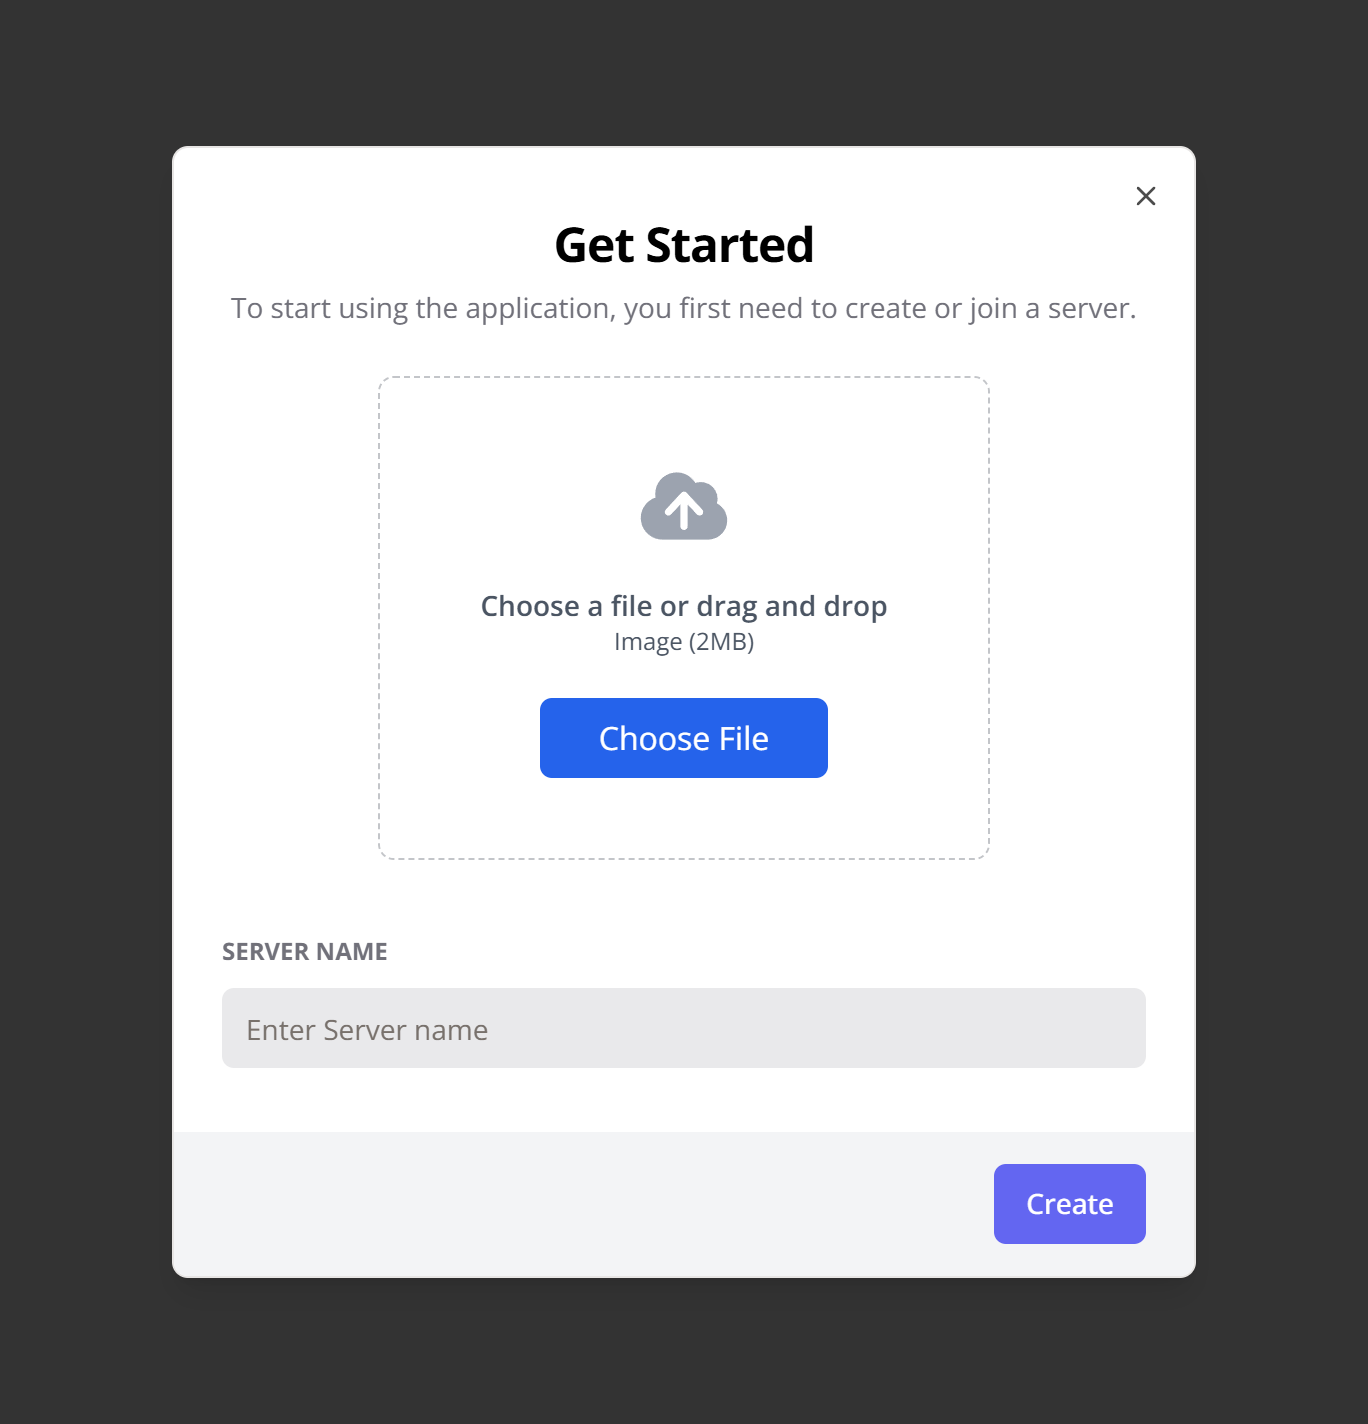 Get Started
To start using the application, you first need to create or join a server.
Choose a file or drag and drop
Image (2MB)
Choose File
SERVER NAME
Enter Server name
Create